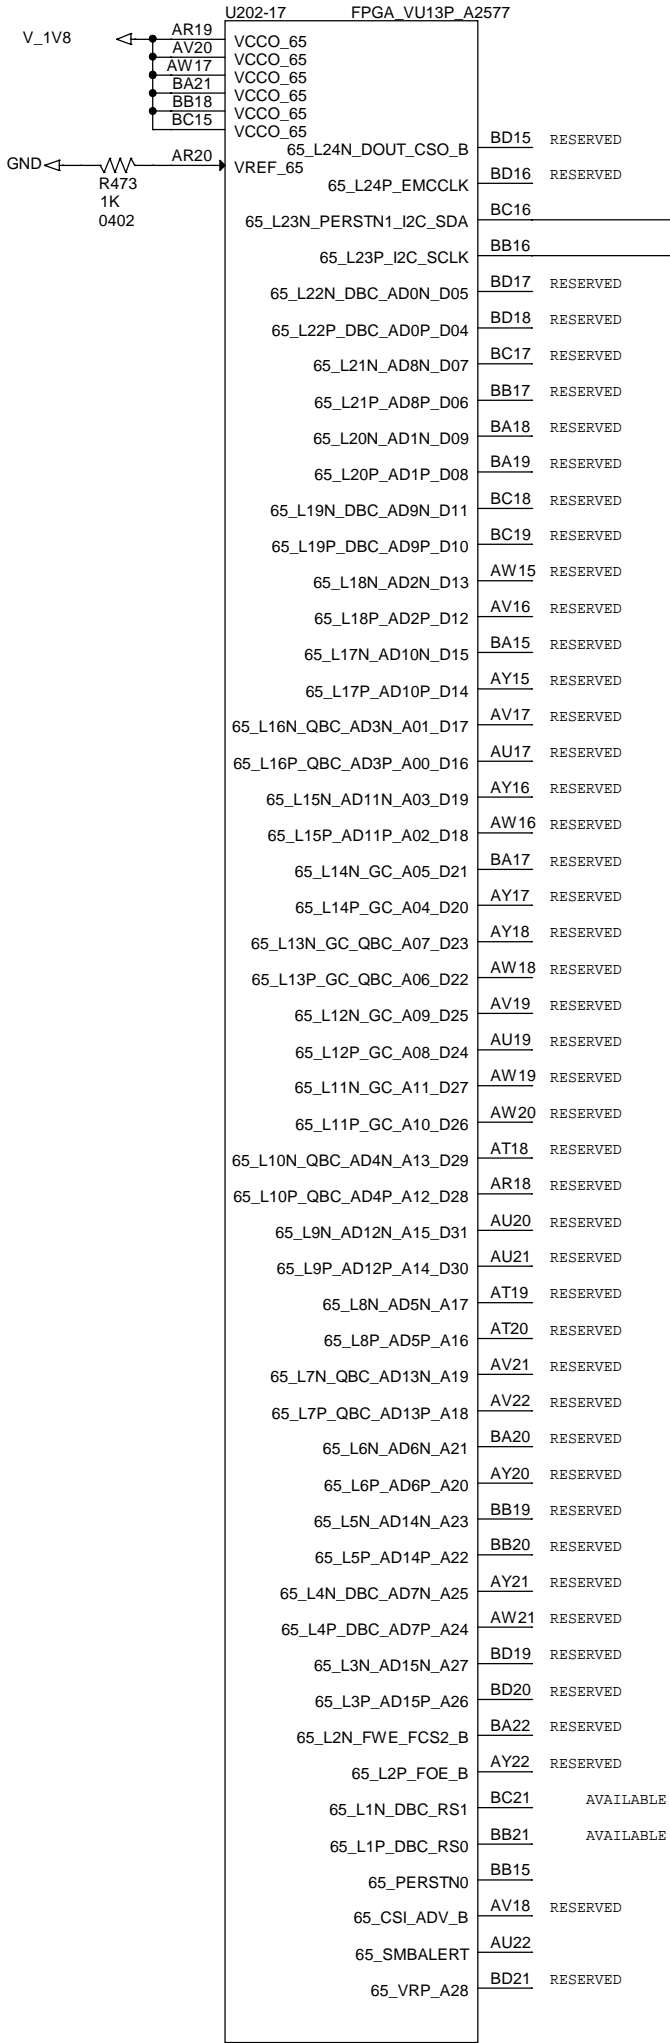 U202-17 FPGA_VU13P_A2577
V_1V8 AR19 VCCO_65
AV20 VCCO_65
AW17 VCCO_65
BA21 VCCO_65
BB18 VCCO_65
BC15 VCCO_65
65_L24N_DOUT_CSO_B BD15 RESERVED
GND AR20 VREF_65
R473
1K
0402
65_L24P_EMCCLK BD16 RESERVED
65_L23N_PERSTN1_I2C_SDA BC16
65_L23P_I2C_SCLK BB16
65_L22N_DBC_AD0N_D05 BD17 RESERVED
65_L22P_DBC_AD0P_D04 BD18 RESERVED
65_L21N_AD8N_D07 BC17 RESERVED
65_L21P_AD8P_D06 BB17 RESERVED
65_L20N_AD1N_D09 BA18 RESERVED
65_L20P_AD1P_D08 BA19 RESERVED
65_L19N_DBC_AD9N_D11 BC18 RESERVED
65_L19P_DBC_AD9P_D10 BC19 RESERVED
65_L18N_AD2N_D13 AW15 RESERVED
65_L18P_AD2P_D12 AV16 RESERVED
65_L17N_AD10N_D15 BA15 RESERVED
65_L17P_AD10P_D14 AY15 RESERVED
65_L16N_QBC_AD3N_A01_D17 AV17 RESERVED
65_L16P_QBC_AD3P_A00_D16 AU17 RESERVED
65_L15N_AD11N_A03_D19 AY16 RESERVED
65_L15P_AD11P_A02_D18 AW16 RESERVED
65_L14N_GC_A05_D21 BA17 RESERVED
65_L14P_GC_A04_D20 AY17 RESERVED
65_L13N_GC_QBC_A07_D23 AY18 RESERVED
65_L13P_GC_QBC_A06_D22 AW18 RESERVED
65_L12N_GC_A09_D25 AV19 RESERVED
65_L12P_GC_A08_D24 AU19 RESERVED
65_L11N_GC_A11_D27 AW19 RESERVED
65_L11P_GC_A10_D26 AW20 RESERVED
65_L10N_QBC_AD4N_A13_D29 AT18 RESERVED
65_L10P_QBC_AD4P_A12_D28 AR18 RESERVED
65_L9N_AD12N_A15_D31 AU20 RESERVED
65_L9P_AD12P_A14_D30 AU21 RESERVED
65_L8N_AD5N_A17 AT19 RESERVED
65_L8P_AD5P_A16 AT20 RESERVED
65_L7N_QBC_AD13N_A19 AV21 RESERVED
65_L7P_QBC_AD13P_A18 AV22 RESERVED
65_L6N_AD6N_A21 BA20 RESERVED
65_L6P_AD6P_A20 AY20 RESERVED
65_L5N_AD14N_A23 BB19 RESERVED
65_L5P_AD14P_A22 BB20 RESERVED
65_L4N_DBC_AD7N_A25 AY21 RESERVED
65_L4P_DBC_AD7P_A24 AW21 RESERVED
65_L3N_AD15N_A27 BD19 RESERVED
65_L3P_AD15P_A26 BD20 RESERVED
65_L2N_FWE_FCS2_B BA22 RESERVED
65_L2P_FOE_B AY22 RESERVED
65_L1N_DBC_RS1 BC21 AVAILABLE
65_L1P_DBC_RS0 BB21 AVAILABLE
65_PERSTN0 BB15
65_CSI_ADV_B AV18 RESERVED
65_SMBALERT AU22
65_VRP_A28 BD21 RESERVED